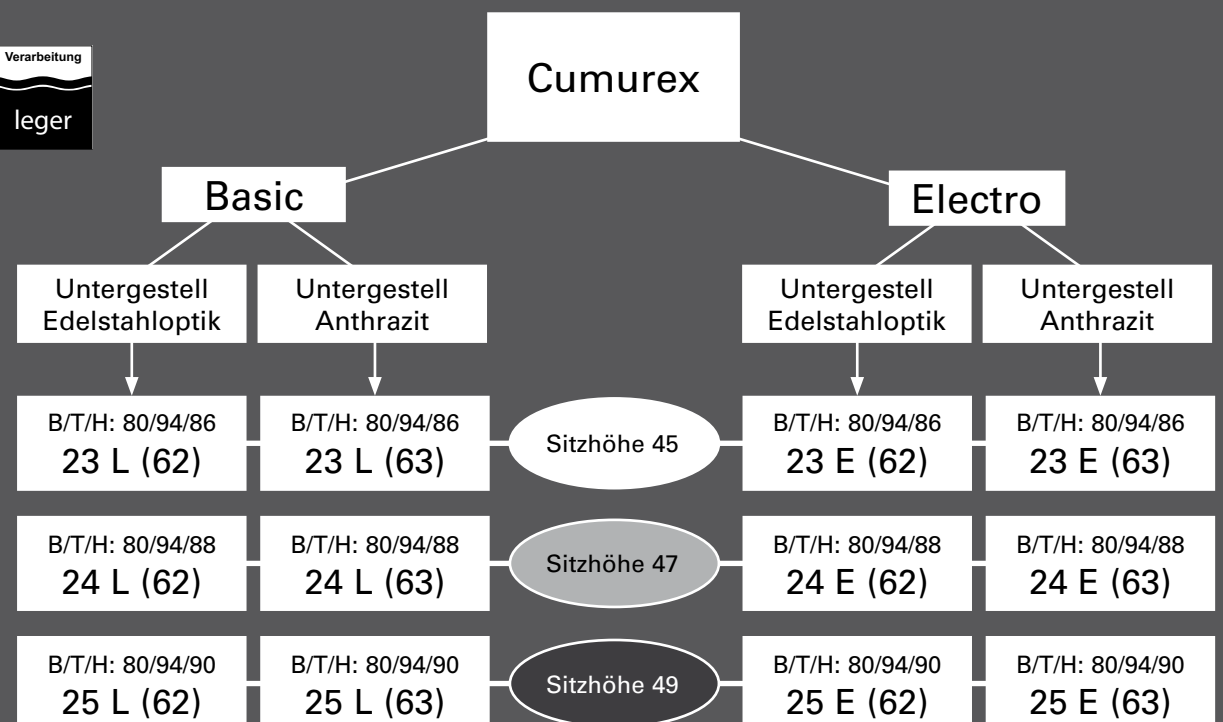 Verarbeitung
leger
Cumurex
Basic
Electro
Untergestell
Edelstahloptik
Untergestell
Anthrazit
Untergestell
Edelstahloptik
Untergestell
Anthrazit
B/T/H: 80/94/86
23 L (62)
B/T/H: 80/94/86
23 L (63)
Sitzhöhe 45
B/T/H: 80/94/86
23 E (62)
B/T/H: 80/94/86
23 E (63)
B/T/H: 80/94/88
24 L (62)
B/T/H: 80/94/88
24 L (63)
Sitzhöhe 47
B/T/H: 80/94/88
24 E (62)
B/T/H: 80/94/88
24 E (63)
B/T/H: 80/94/90
25 L (62)
B/T/H: 80/94/90
25 L (63)
Sitzhöhe 49
B/T/H: 80/94/90
25 E (62)
B/T/H: 80/94/90
25 E (63)